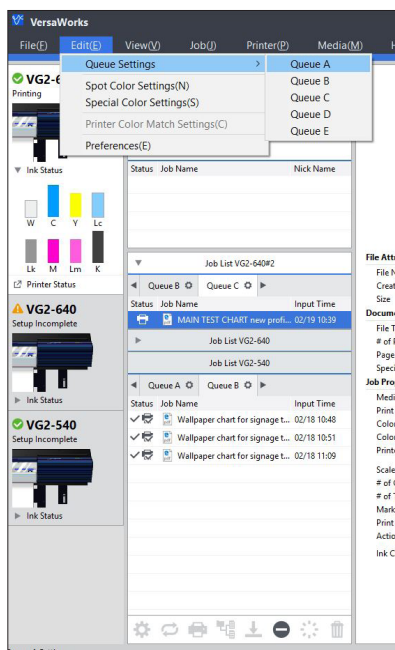 VersaWorks
File(F) Edit(E) View(V) Job(J) Printer(P) Media(M) H
Queue Settings > Queue A
Queue B
Queue C
Queue D
Queue E
Spot Color Settings(N)
Special Color Settings(S)
Printer Color Match Settings(C)
Preferences(E)
VG2-6
Printing
Ink Status
W C Y Lc
Lk M Lm K
Printer Status
VG2-640
Setup Incomplete
Ink Status
VG2-540
Setup Incomplete
Ink Status
Status Job Name Nick Name
Job List VG2-640#2
Queue B Queue C
Status Job Name Input Time
MAIN TEST CHART new profi... 02/19 10:39
Job List VG2-640
Job List VG2-540
Queue A Queue B
Status Job Name Input Time
Wallpaper chart for signage t... 02/18 10:48
Wallpaper chart for signage t... 02/18 10:51
Wallpaper chart for signage t... 02/18 11:09
File Attr
File N
Creat
Size
Docume
File T
# of P
Page
Speci
Job Prop
Medi
Print
Color
Color
Printe
Scale
# of C
# of T
Mark
Print
Actio
Ink C